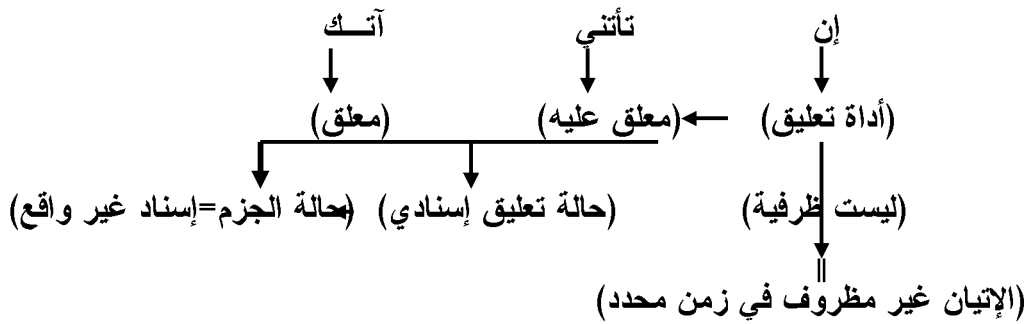 إن تأتني آتـــك
(أداة تعليق) (معلق عليه) (معلق)
(ليست ظرفية) (حالة تعليق إسنادي) (حالة الجزم=إسناد غير واقع)
=
(الإتيان غير مظروف في زمن محدد)